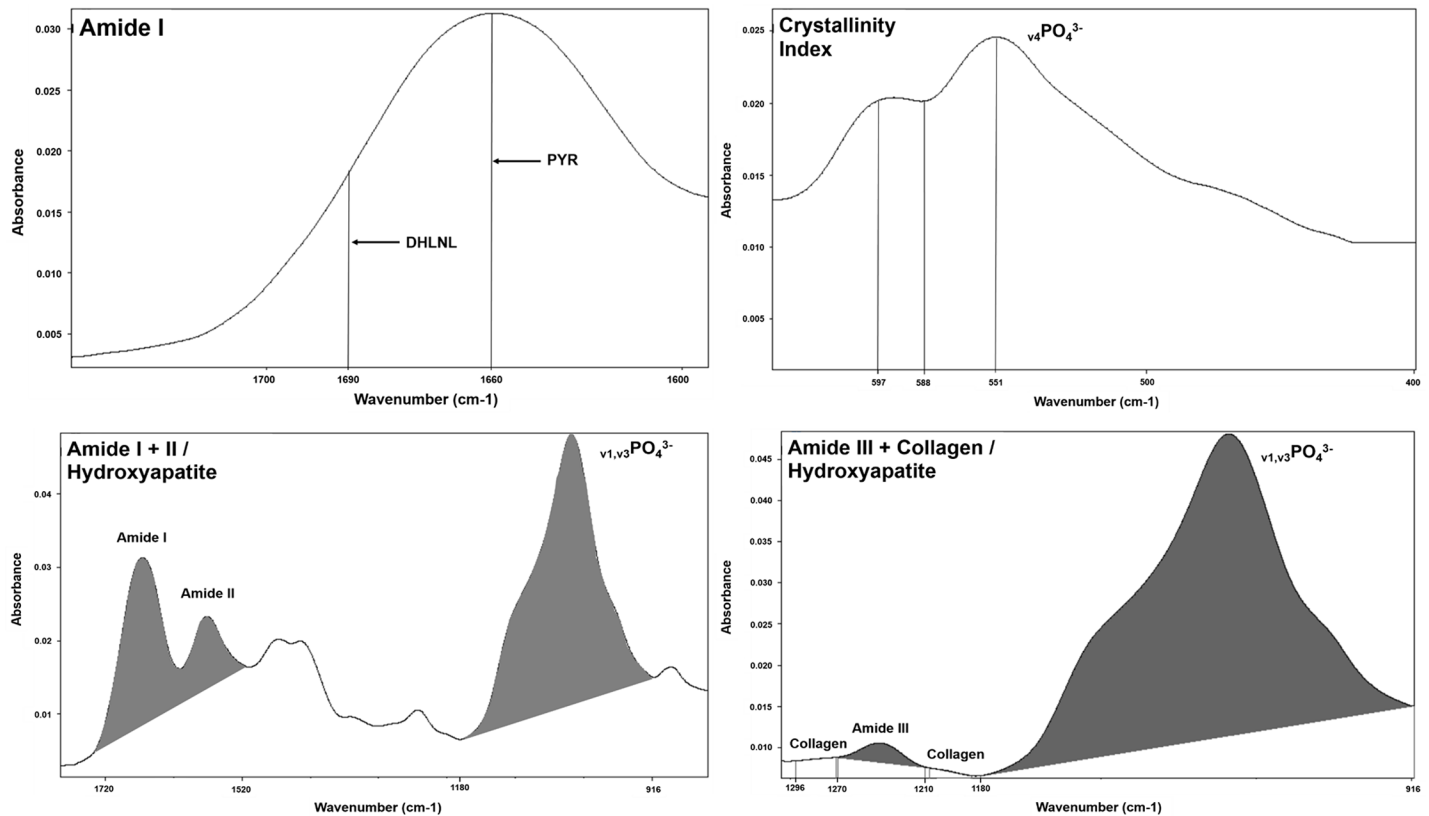 Amide I
0.030
0.025
0.020
0.015
0.010
0.005
Absorbance
PYR
DHLNL
1700
1690
1660
1600
Wavenumber (cm-1)
Crystallinity
Index
v4PO43-
0.025
0.020
0.015
0.010
0.005
Absorbance
597
588
551
500
400
Wavenumber (cm-1)
Amide I + II /
Hydroxyapatite
v1,v3PO43-
Amide I
Amide II
0.04
0.03
0.02
0.01
Absorbance
1720
1520
1180
916
Wavenumber (cm-1)
Amide III + Collagen /
Hydroxyapatite
v1,v3PO43-
0.045
0.040
0.035
0.030
0.025
0.020
0.015
0.010
Absorbance
Amide III
Collagen
Collagen
1296
1270
1210
1180
916
Wavenumber (cm-1)